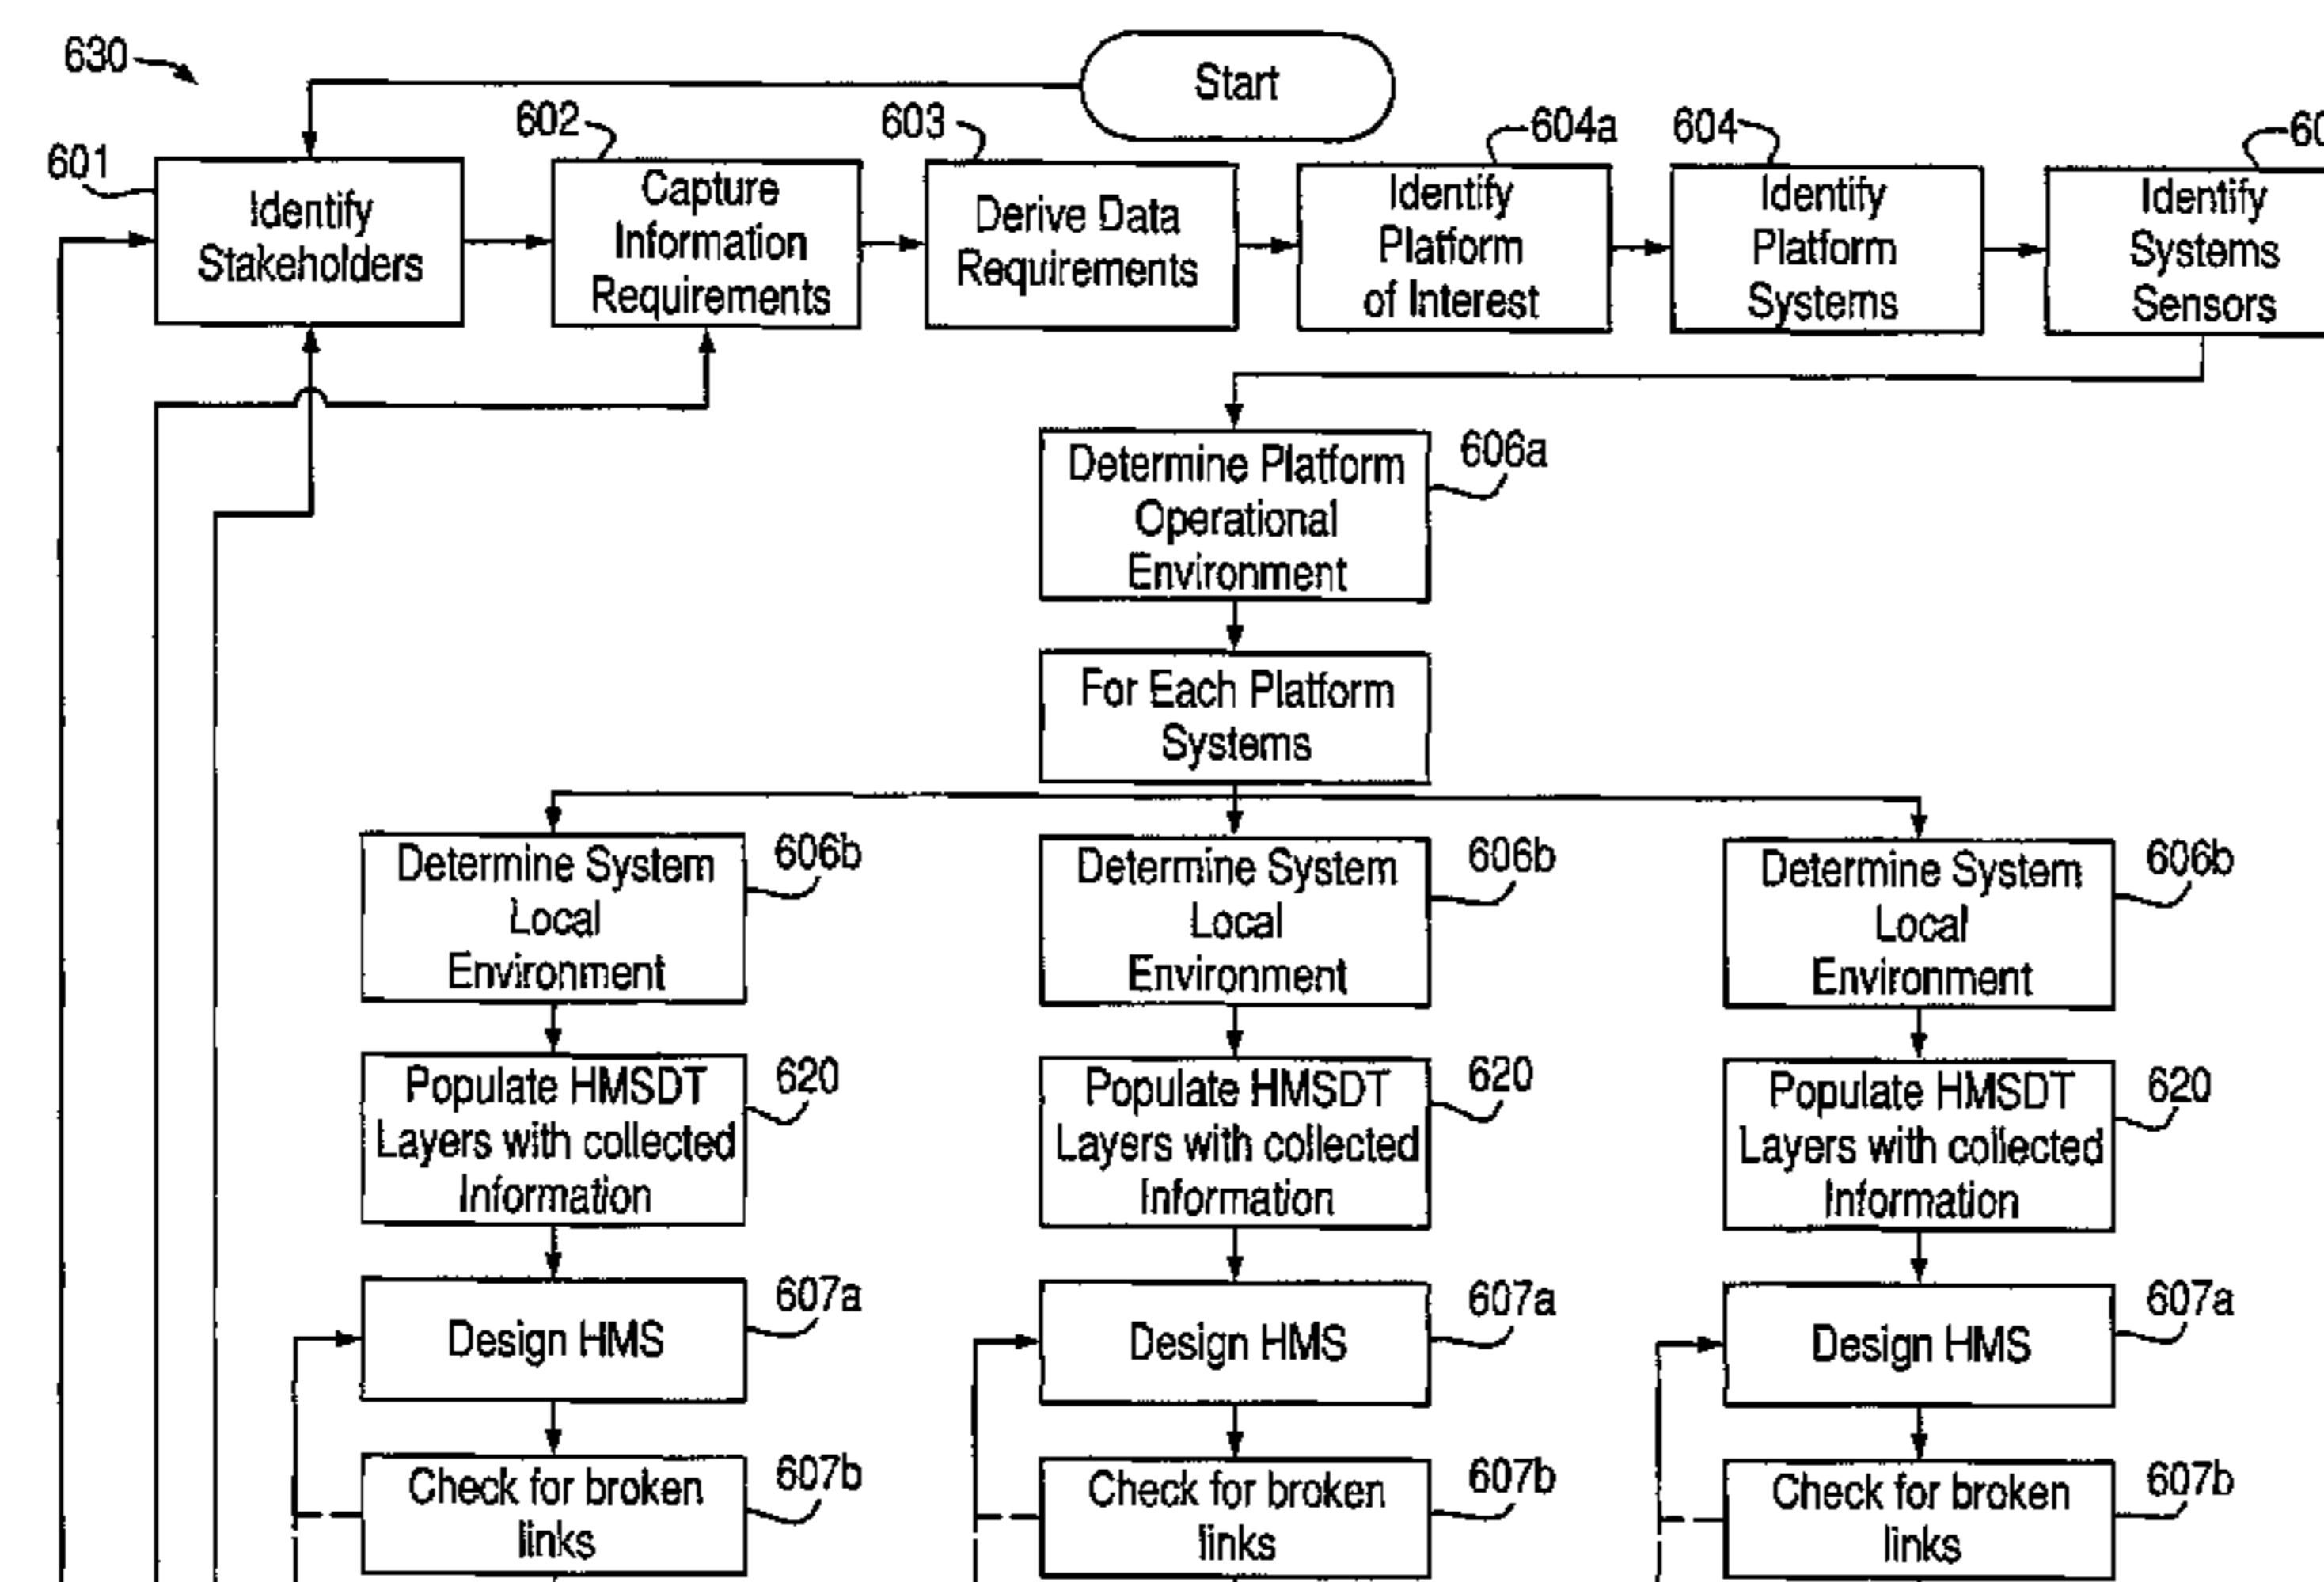 630
Start
601
602
603
604a
604
Identify
Stakeholders
Capture
Information
Requirements
Derive Data
Requirements
Identify
Platform
of Interest
Identify
Platform
Systems
Identify
Systems
Sensors
Determine Platform
Operational
Environment
606a
For Each Platform
Systems
Determine System
Local
Environment
606b
Determine System
Local
Environment
606b
Determine System
Local
Environment
606b
Populate HMSDT
Layers with collected
Information
620
Populate HMSDT
Layers with collected
Information
620
Populate HMSDT
Layers with collected
Information
620
Design HMS
607a
Design HMS
607a
Design HMS
607a
Check for broken
links
607b
Check for broken
links
607b
Check for broken
links
607b